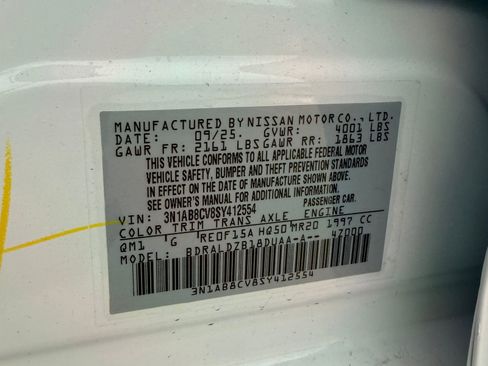 MANUFACTURED BY NISSAN MOTOR CO., LTD.
DATE: 09/25. GVWR: 4001 LBS
GAWR FR: 2161 LBS GAWR RR: 1863 LBS
THIS VEHICLE CONFORMS TO ALL APPLICABLE FEDERAL MOTOR
VEHICLE SAFETY, BUMPER AND THEFT PREVENTION STANDARDS
IN EFFECT ON THE DATE OF MANUFACTURE SHOWN ABOVE.
SEE OWNER'S MANUAL FOR ADDITIONAL INFORMATION.
VIN: 3N1AB8CV8SY412554 PASSENGER CAR.
COLOR TRIM TRANS AXLE ENGINE
QM1 G RE0F15A HQ50 MR20 1997 CC
MODEL: BDRALDZB18DUAA-A-- 4Z000
3N1AB8CV8SY412554